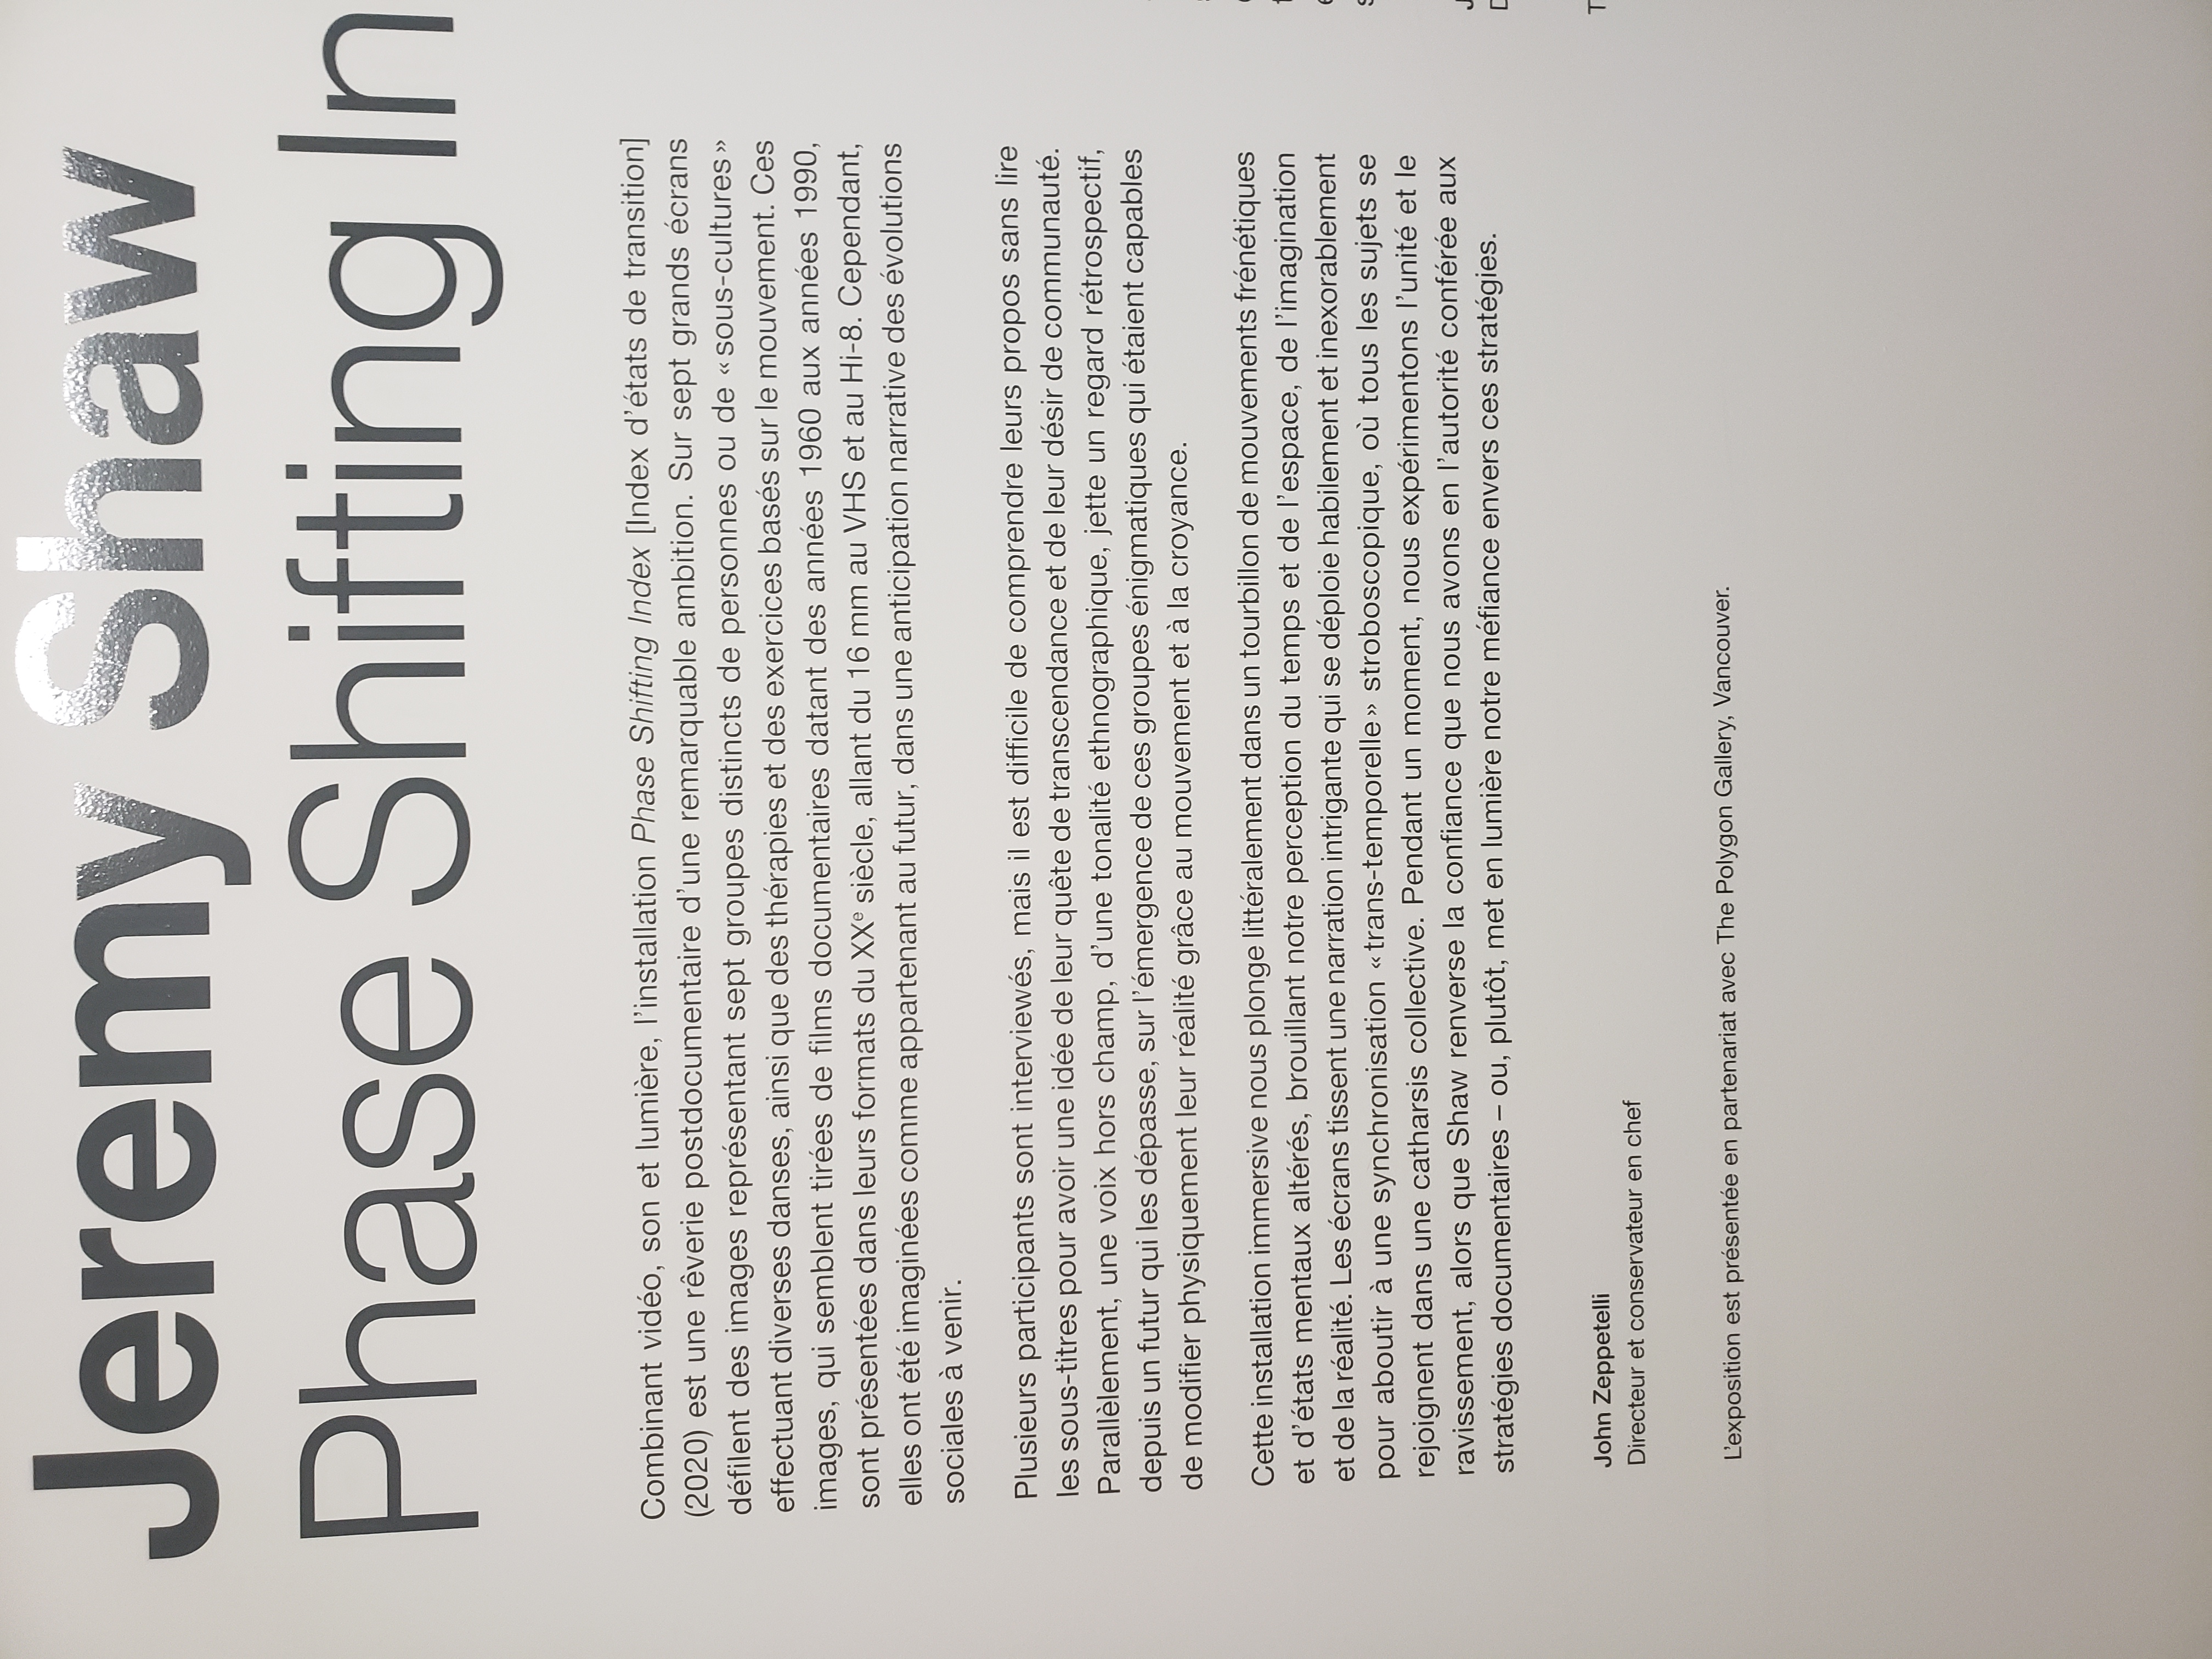 Jeremy Shaw
Phase Shifting In
Combinant vidéo, son et lumière, l’installation Phase Shifting Index [Index d’états de transition]
(2020) est une rêverie postdocumentaire d’une remarquable ambition. Sur sept grands écrans
défilent des images représentant sept groupes distincts de personnes ou de « sous-cultures »
effectuant diverses danses, ainsi que des thérapies et des exercices basés sur le mouvement. Ces
images, qui semblent tirées de films documentaires datant des années 1960 aux années 1990,
sont présentées dans leurs formats du XXᵉ siècle, allant du 16 mm au VHS et au Hi-8. Cependant,
elles ont été imaginées comme appartenant au futur, dans une anticipation narrative des évolutions
sociales à venir.
Plusieurs participants sont interviewés, mais il est difficile de comprendre leurs propos sans lire
les sous-titres pour avoir une idée de leur quête de transcendance et de leur désir de communauté.
Parallèlement, une voix hors champ, d’une tonalité ethnographique, jette un regard rétrospectif,
depuis un futur qui les dépasse, sur l’émergence de ces groupes énigmatiques qui étaient capables
de modifier physiquement leur réalité grâce au mouvement et à la croyance.
Cette installation immersive nous plonge littéralement dans un tourbillon de mouvements frénétiques
et d’états mentaux altérés, brouillant notre perception du temps et de l’espace, de l’imagination
et de la réalité. Les écrans tissent une narration intrigante qui se déploie habilement et inexorablement
pour aboutir à une synchronisation « trans-temporelle » stroboscopique, où tous les sujets se
rejoignent dans une catharsis collective. Pendant un moment, nous expérimentons l’unité et le
ravissement, alors que Shaw renverse la confiance que nous avons en l’autorité conférée aux
stratégies documentaires – ou, plutôt, met en lumière notre méfiance envers ces stratégies.
John Zeppetelli
Directeur et conservateur en chef
L’exposition est présentée en partenariat avec The Polygon Gallery, Vancouver.